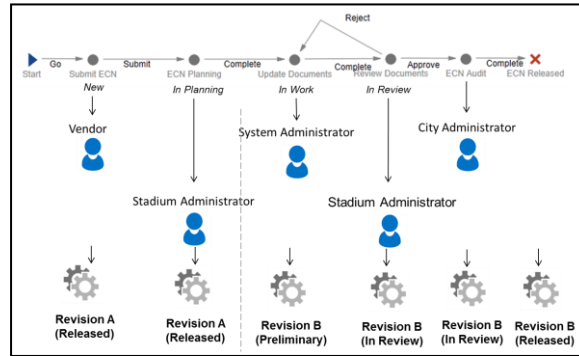 Reject
Go
Submit
Complete
Complete
Approve
Complete
Start
Submit ECN
ECN Planning
Update Documents
Review Documents
ECN Audit
ECN Released
New
In Planning
In Work
In Review
Vendor
System Administrator
City Administrator
Stadium Administrator
Stadium Administrator
Revision A
(Released)
Revision A
(Released)
Revision B
(Preliminary)
Revision B
(In Review)
Revision B
(In Review)
Revision B
(Released)